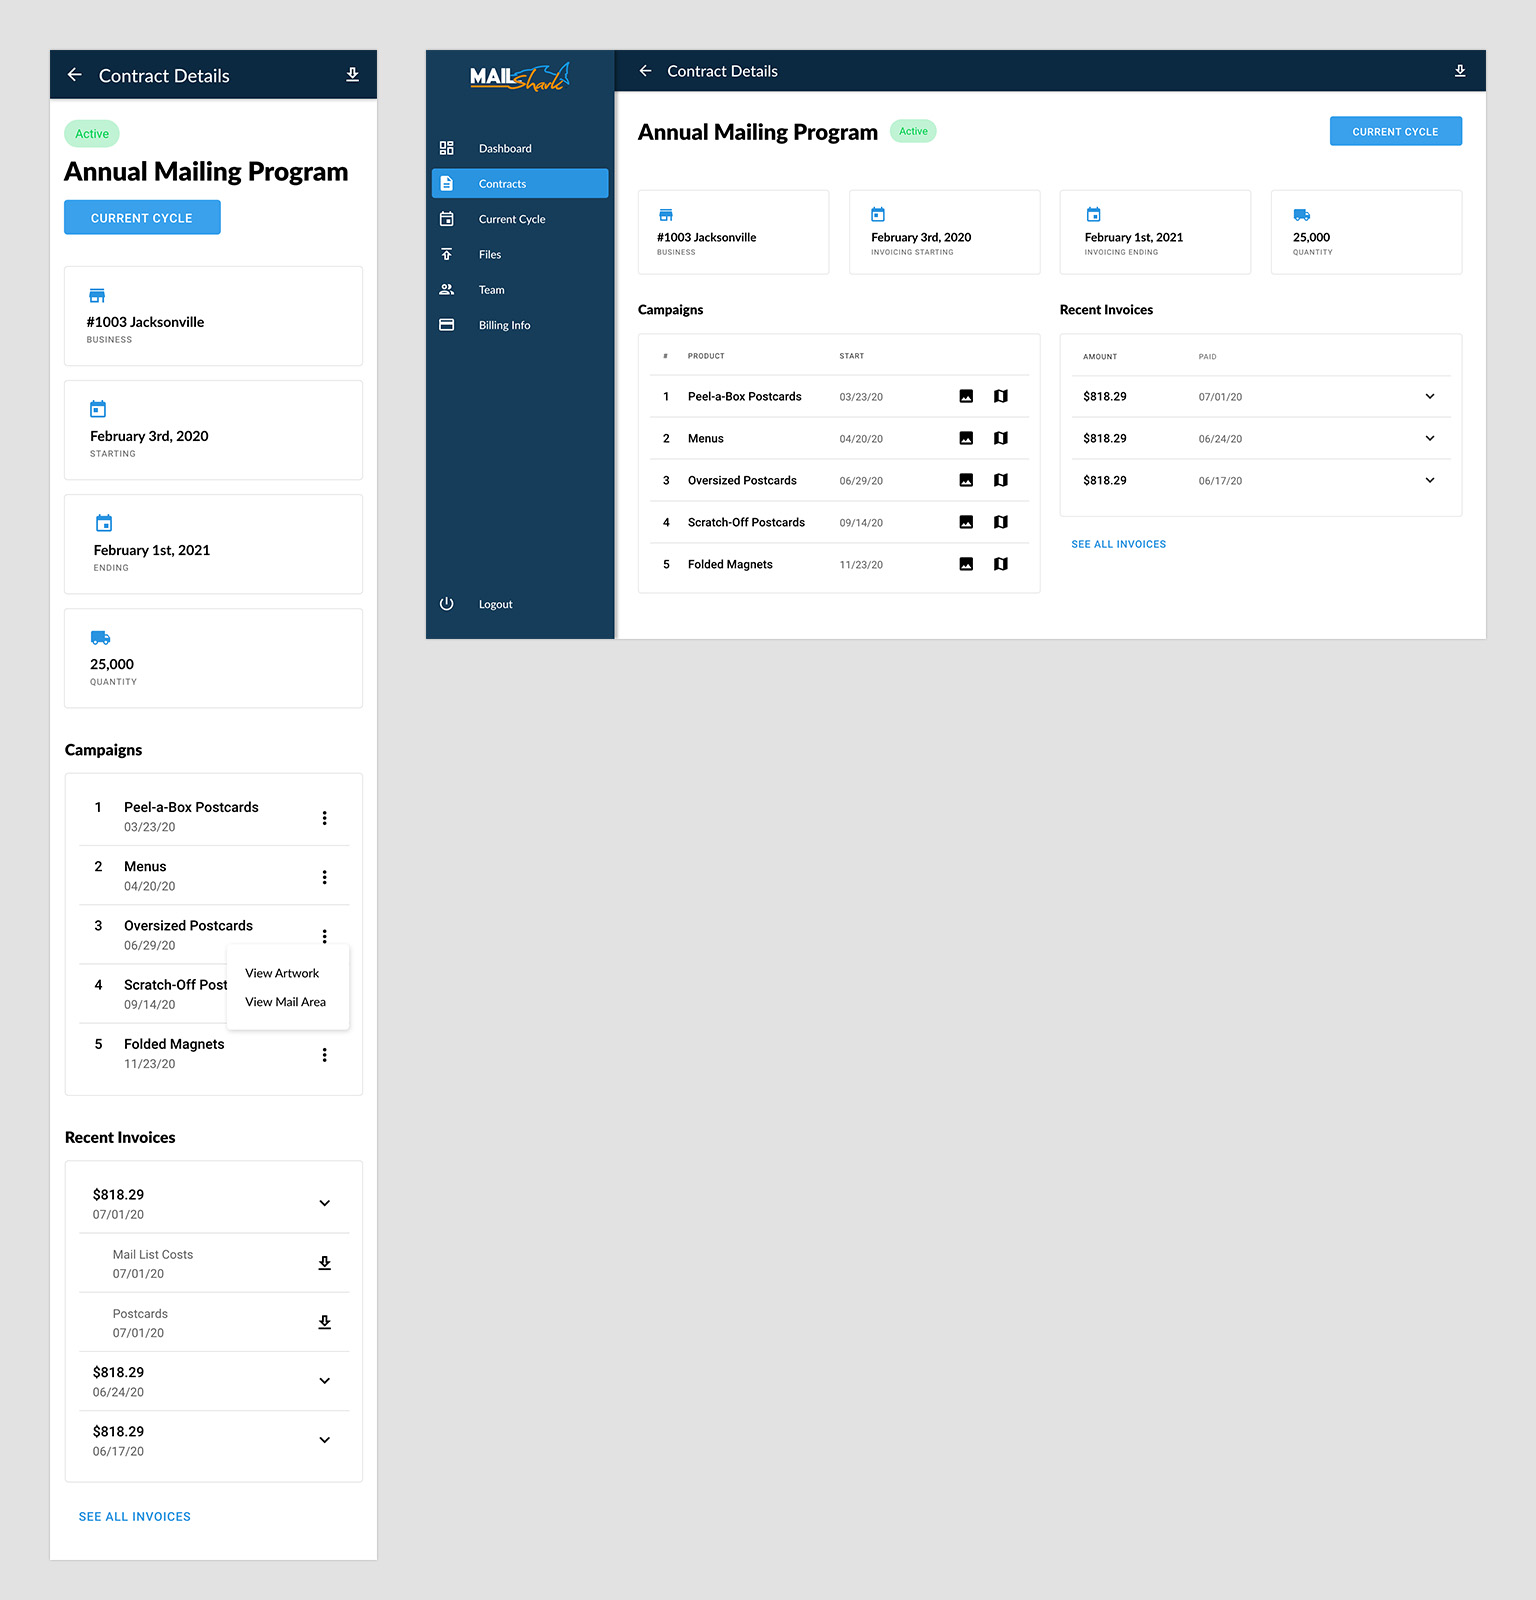 Contract Details
Active
Annual Mailing Program
CURRENT CYCLE
#1003 Jacksonville
BUSINESS
February 3rd, 2020
STARTING
February 1st, 2021
ENDING
25,000
QUANTITY
Campaigns
1 Peel-a-Box Postcards
03/23/20
2 Menus
04/20/20
3 Oversized Postcards
06/29/20
View Artwork
4 Scratch-Off Post
View Mail Area
09/14/20
5 Folded Magnets
11/23/20
Recent Invoices
$818.29
07/01/20
Mail List Costs
07/01/20
Postcards
07/01/20
$818.29
06/24/20
$818.29
06/17/20
SEE ALL INVOICES
MAIL Shark
Dashboard
Contracts
Current Cycle
Files
Team
Billing Info
Logout
Contract Details
Annual Mailing Program Active
CURRENT CYCLE
#1003 Jacksonville
BUSINESS
February 3rd, 2020
INVOICING STARTING
February 1st, 2021
INVOICING ENDING
25,000
QUANTITY
Campaigns
# PRODUCT START
1 Peel-a-Box Postcards 03/23/20
2 Menus 04/20/20
3 Oversized Postcards 06/29/20
4 Scratch-Off Postcards 09/14/20
5 Folded Magnets 11/23/20
Recent Invoices
AMOUNT PAID
$818.29 07/01/20
$818.29 06/24/20
$818.29 06/17/20
SEE ALL INVOICES